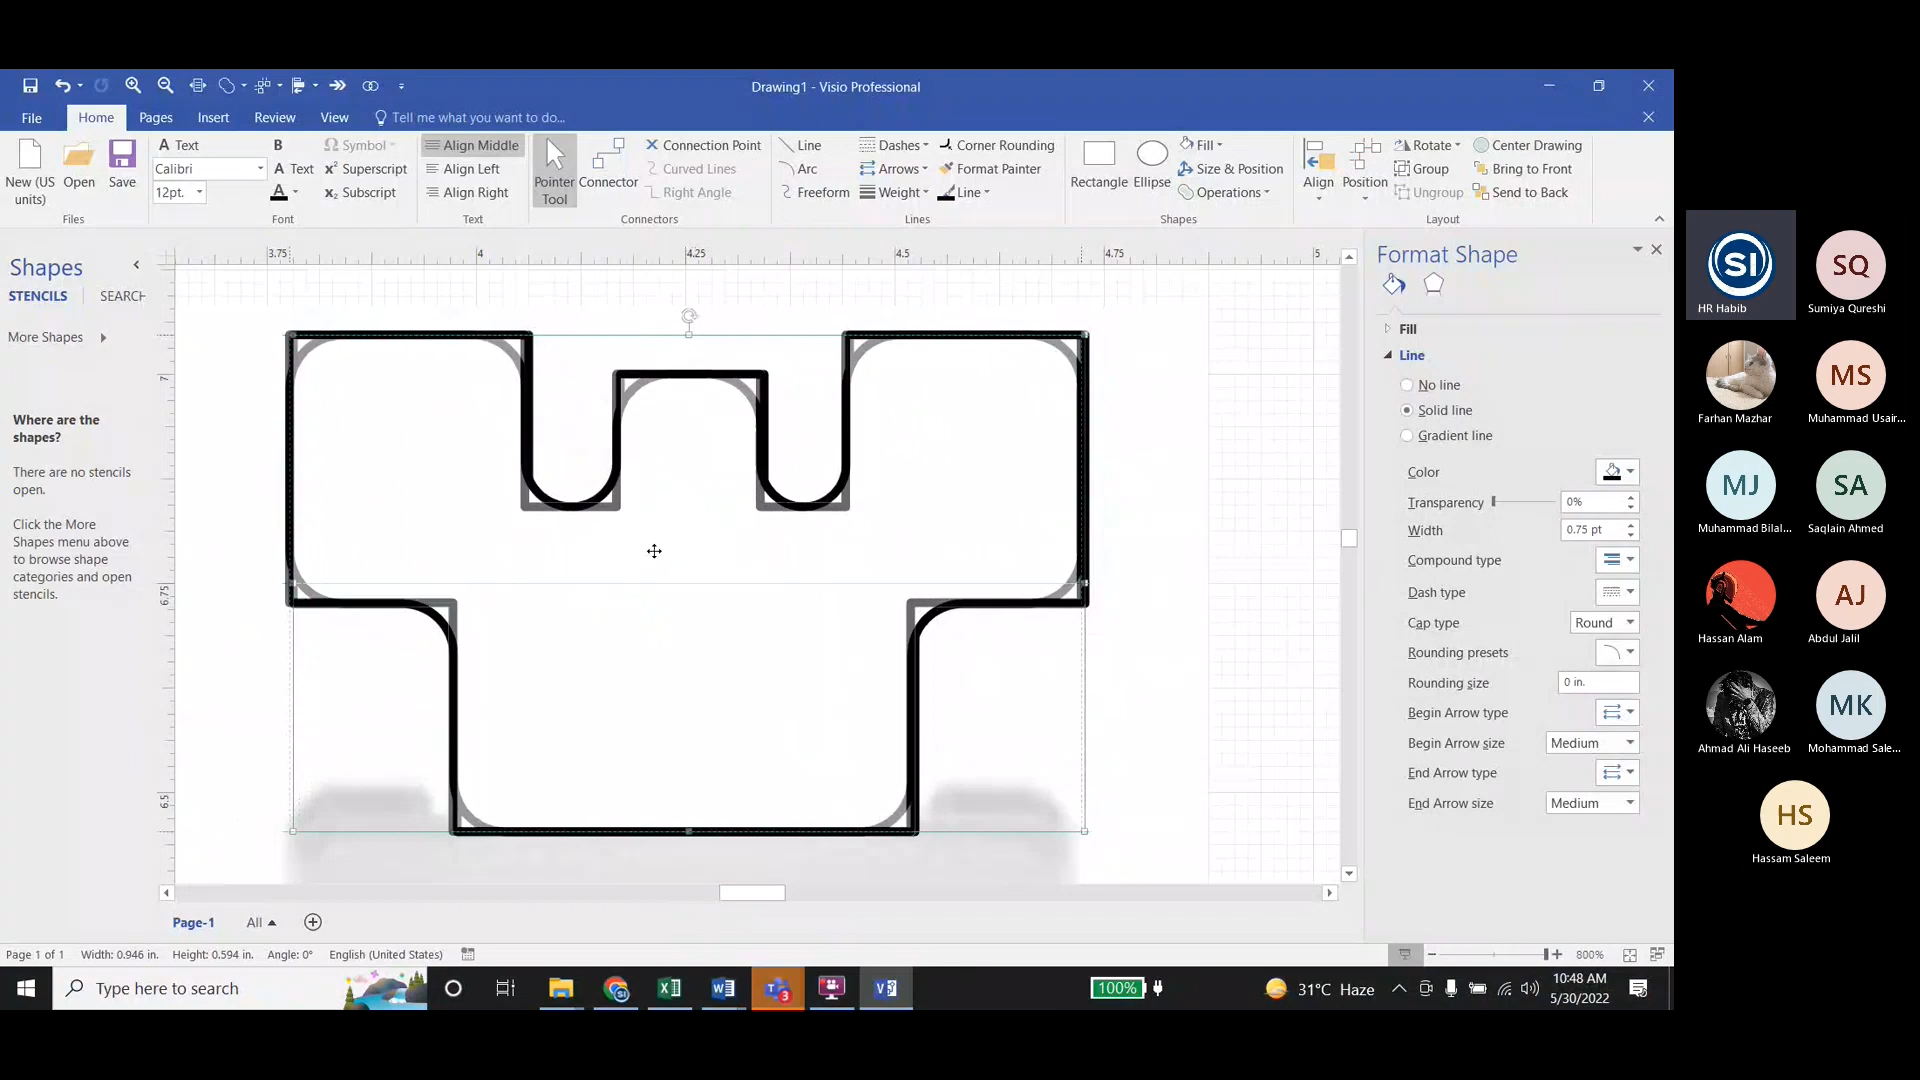 Drawing1 - Visio Professional
File
Home
Pages
Insert
Review
View
Tell me what you want to do...
New (US units)
Open
Save
Files
A Text
Calibri
12pt.
B
A Text
A
Symbol
x² Superscript
x₂ Subscript
Font
Align Middle
Align Left
Align Right
Text
Pointer Tool
Connector
Connection Point
Curved Lines
Right Angle
Connectors
Line
Arc
Freeform
Dashes
Arrows
Weight
Corner Rounding
Format Painter
Line
Lines
Rectangle
Ellipse
Fill
Size & Position
Operations
Shapes
Align
Position
Rotate
Group
Ungroup
Center Drawing
Bring to Front
Send to Back
Layout
Shapes
STENCILS
SEARCH
More Shapes
Where are the
shapes?
There are no stencils
open.
Click the More
Shapes menu above
to browse shape
categories and open
stencils.
3.75
4
4.25
4.5
4.75
5
7
6.75
6.5
Format Shape
Fill
Line
No line
Solid line
Gradient line
Color
Transparency
0%
Width
0.75 pt
Compound type
Dash type
Cap type
Round
Rounding presets
Rounding size
0 in.
Begin Arrow type
Begin Arrow size
Medium
End Arrow type
End Arrow size
Medium
Page-1
All
Page 1 of 1
Width: 0.946 in.
Height: 0.594 in.
Angle: 0°
English (United States)
800%
Type here to search
3
100%
31°C Haze
10:48 AM
5/30/2022
SI
HR Habib
SQ
Sumiya Qureshi
Farhan Mazhar
MS
Muhammad Usair...
MJ
Muhammad Bilal...
SA
Saqlain Ahmed
Hassan Alam
AJ
Abdul Jalil
Ahmad Ali Haseeb
MK
Mohammad Sale...
HS
Hassam Saleem